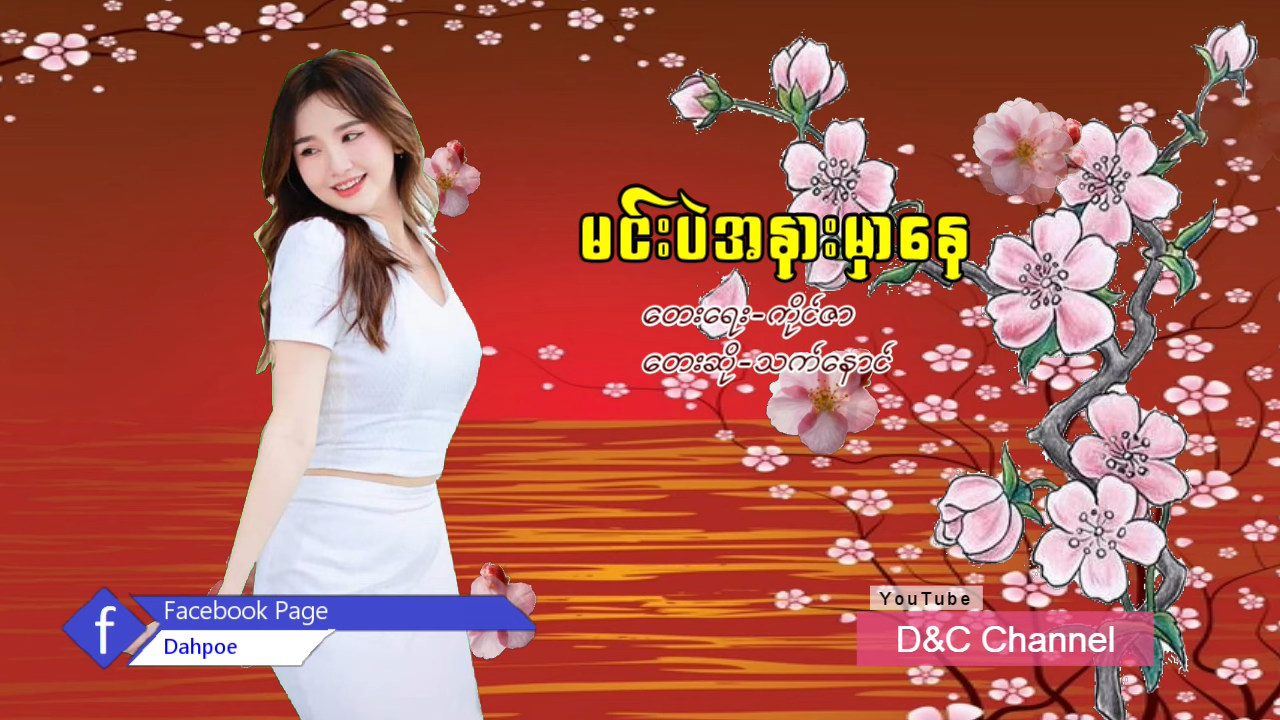 မင်းပဲအနားမှာနေ
တေးရေး-ကိုင်ဇာ
တေးဆို-သက်နောင်
f
Facebook Page
Dahpoe
YouTube
D&C Channel